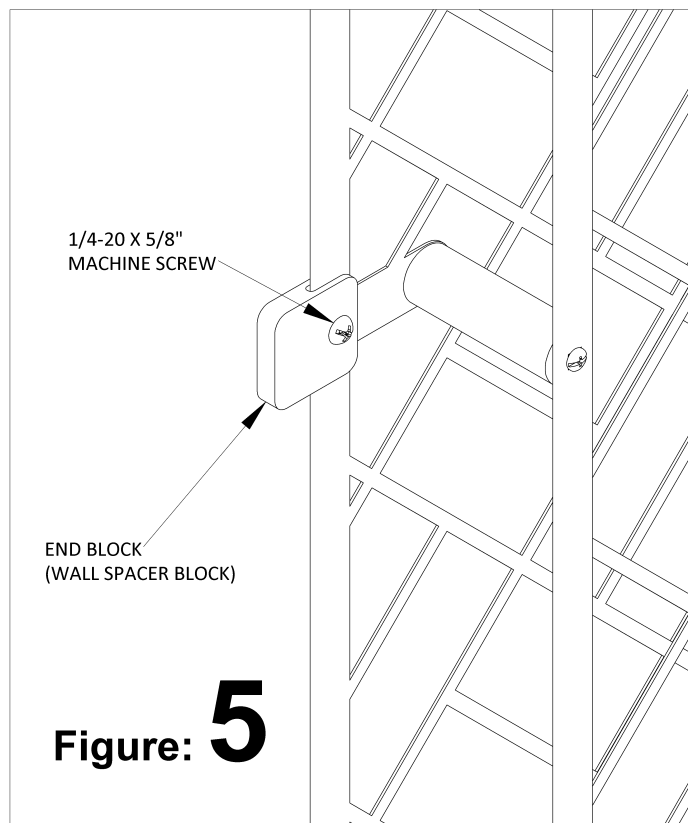 1/4-20 X 5/8"
MACHINE SCREW
END BLOCK
(WALL SPACER BLOCK)
Figure: 5